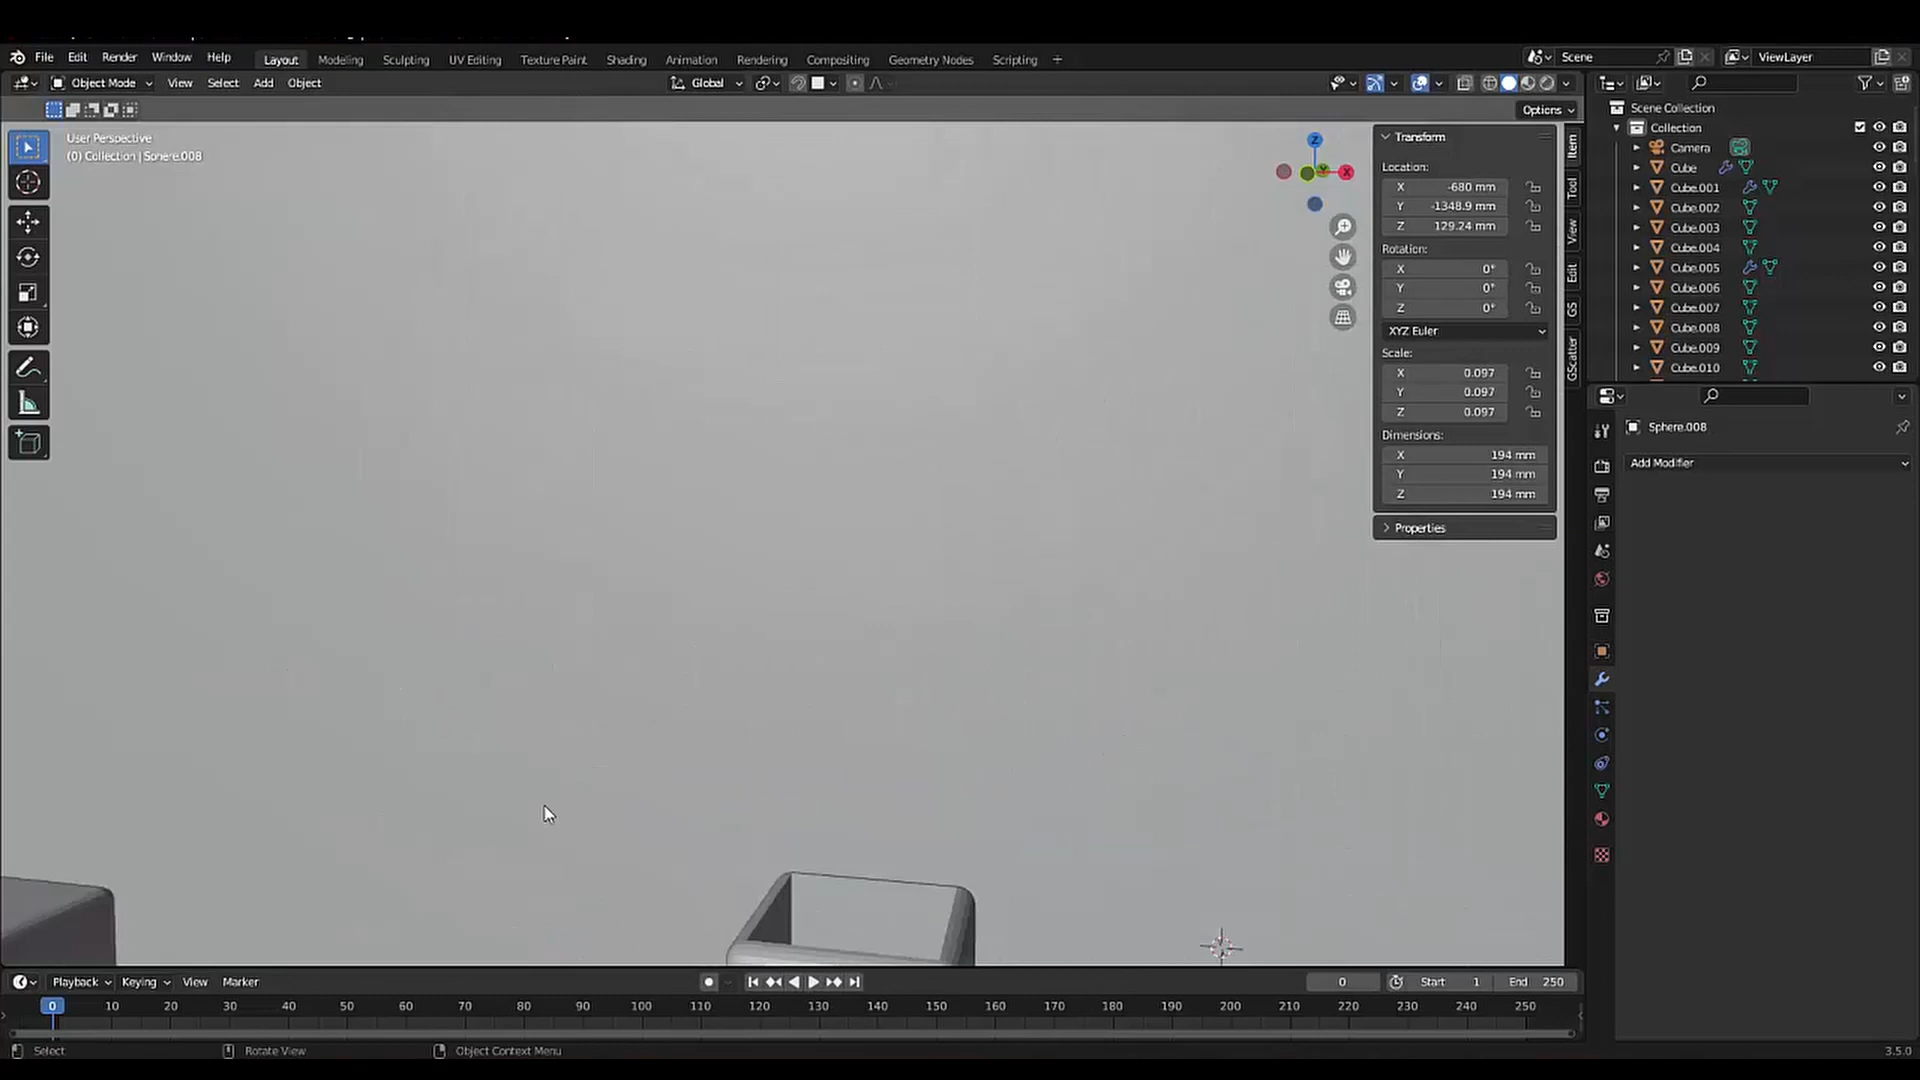 File Edit Render Window Help Layout Modeling Sculpting UV Editing Texture Paint Shading Animation Rendering Compositing Geometry Nodes Scripting + Scene ViewLayer
Object Mode View Select Add Object Global
Options
User Perspective
(0) Collection | Sphere.008
Z
X
Transform
Location:
X -680 mm
Y -1348.9 mm
Z 129.24 mm
Rotation:
X 0°
Y 0°
Z 0°
XYZ Euler
Scale:
X 0.097
Y 0.097
Z 0.097
Dimensions:
X 194 mm
Y 194 mm
Z 194 mm
Properties
Item
Tool
View
Edit
GS
GScatter
Scene Collection
Collection
Camera
Cube
Cube.001
Cube.002
Cube.003
Cube.004
Cube.005
Cube.006
Cube.007
Cube.008
Cube.009
Cube.010
Sphere.008
Add Modifier
Playback Keying View Marker 0 Start 1 End 250
0 10 20 30 40 50 60 70 80 90 100 110 120 130 140 150 160 170 180 190 200 210 220 230 240 250
Select Rotate View Object Context Menu 3.5.0